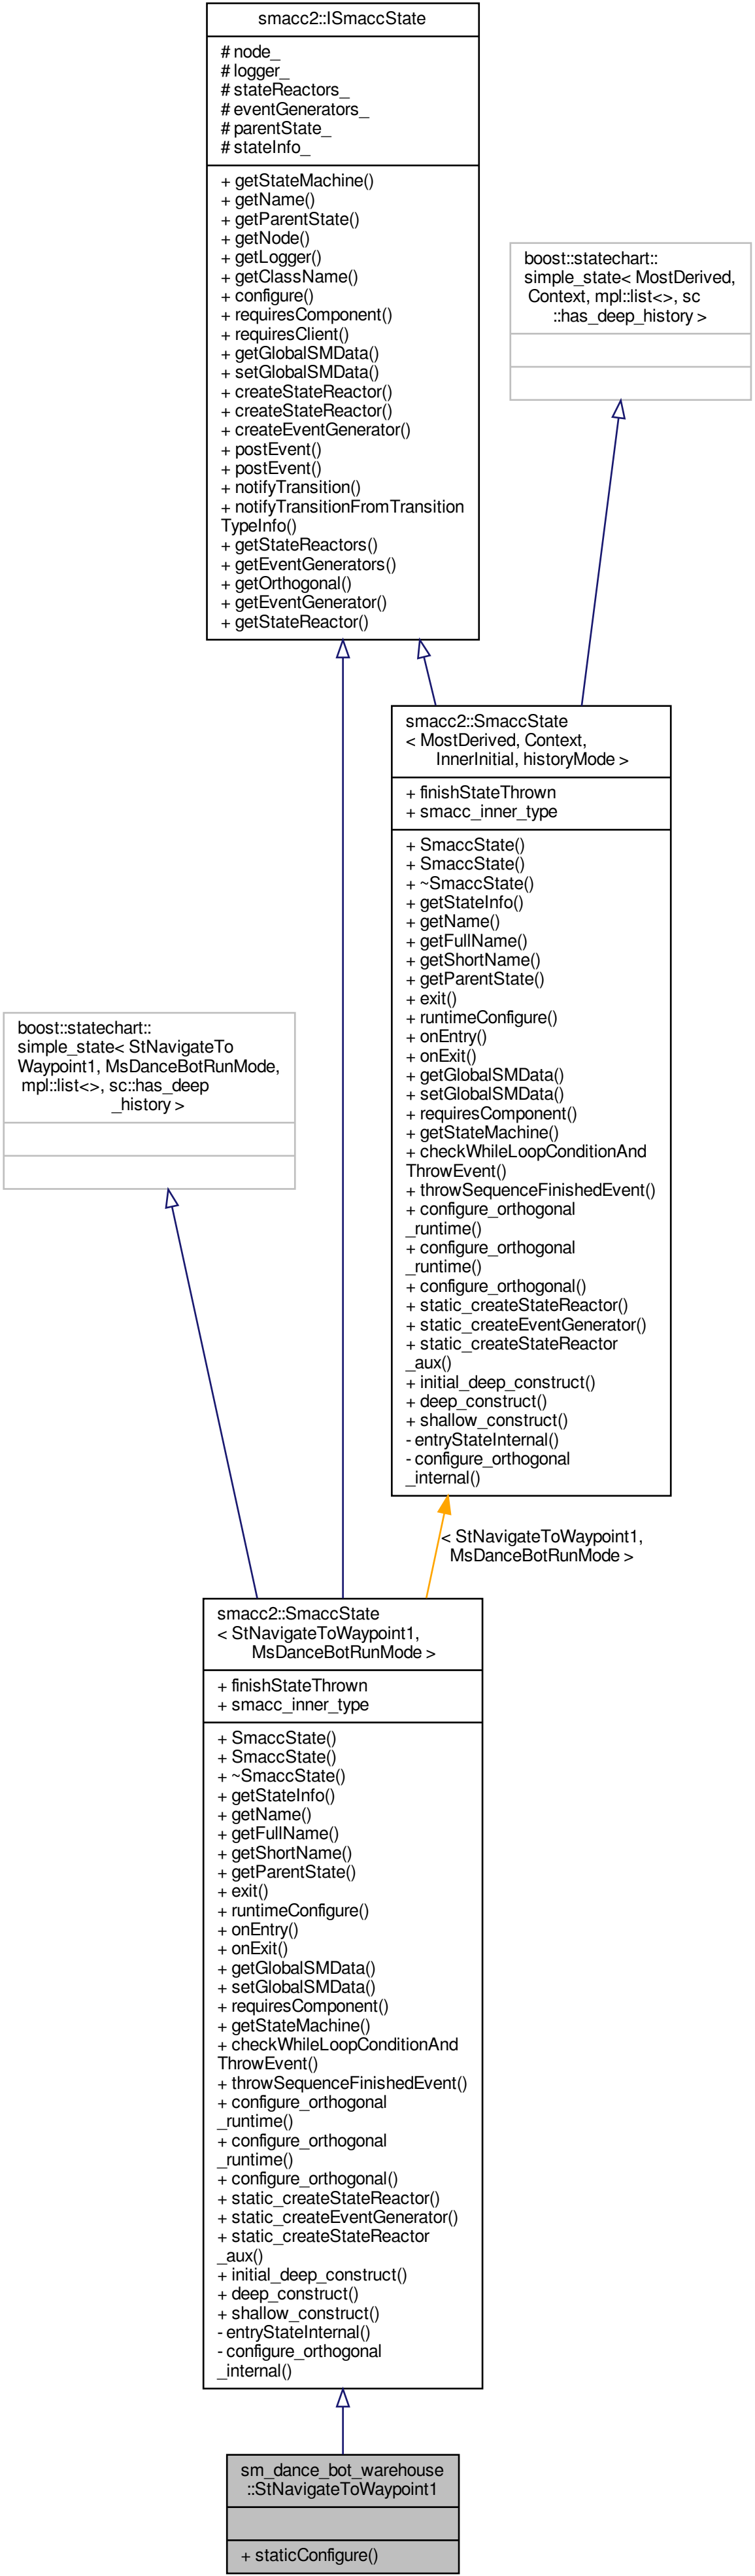 smacc2::ISmaccState
# node_
# logger_
# stateReactors_
# eventGenerators_
# parentState_
# stateInfo_
+ getStateMachine()
+ getName()
+ getParentState()
+ getNode()
+ getLogger()
+ getClassName()
+ configure()
+ requiresComponent()
+ requiresClient()
+ getGlobalSMData()
+ setGlobalSMData()
+ createStateReactor()
+ createStateReactor()
+ createEventGenerator()
+ postEvent()
+ postEvent()
+ notifyTransition()
+ notifyTransitionFromTransition
TypeInfo()
+ getStateReactors()
+ getEventGenerators()
+ getOrthogonal()
+ getEventGenerator()
+ getStateReactor()
boost::statechart::
simple_state< MostDerived,
Context, mpl::list<>, sc
::has_deep_history >
smacc2::SmaccState
< MostDerived, Context,
InnerInitial, historyMode >
+ finishStateThrown
+ smacc_inner_type
+ SmaccState()
+ SmaccState()
+ ~SmaccState()
+ getStateInfo()
+ getName()
+ getFullName()
+ getShortName()
+ getParentState()
+ exit()
+ runtimeConfigure()
+ onEntry()
+ onExit()
+ getGlobalSMData()
+ setGlobalSMData()
+ requiresComponent()
+ getStateMachine()
+ checkWhileLoopConditionAnd
ThrowEvent()
+ throwSequenceFinishedEvent()
+ configure_orthogonal
_runtime()
+ configure_orthogonal
_runtime()
+ configure_orthogonal()
+ static_createStateReactor()
+ static_createEventGenerator()
+ static_createStateReactor
_aux()
+ initial_deep_construct()
+ deep_construct()
+ shallow_construct()
- entryStateInternal()
- configure_orthogonal
_internal()
boost::statechart::
simple_state< StNavigateTo
Waypoint1, MsDanceBotRunMode,
mpl::list<>, sc::has_deep
_history >
< StNavigateToWaypoint1,
MsDanceBotRunMode >
smacc2::SmaccState
< StNavigateToWaypoint1,
MsDanceBotRunMode >
+ finishStateThrown
+ smacc_inner_type
+ SmaccState()
+ SmaccState()
+ ~SmaccState()
+ getStateInfo()
+ getName()
+ getFullName()
+ getShortName()
+ getParentState()
+ exit()
+ runtimeConfigure()
+ onEntry()
+ onExit()
+ getGlobalSMData()
+ setGlobalSMData()
+ requiresComponent()
+ getStateMachine()
+ checkWhileLoopConditionAnd
ThrowEvent()
+ throwSequenceFinishedEvent()
+ configure_orthogonal
_runtime()
+ configure_orthogonal
_runtime()
+ configure_orthogonal()
+ static_createStateReactor()
+ static_createEventGenerator()
+ static_createStateReactor
_aux()
+ initial_deep_construct()
+ deep_construct()
+ shallow_construct()
- entryStateInternal()
- configure_orthogonal
_internal()
sm_dance_bot_warehouse
::StNavigateToWaypoint1
+ staticConfigure()